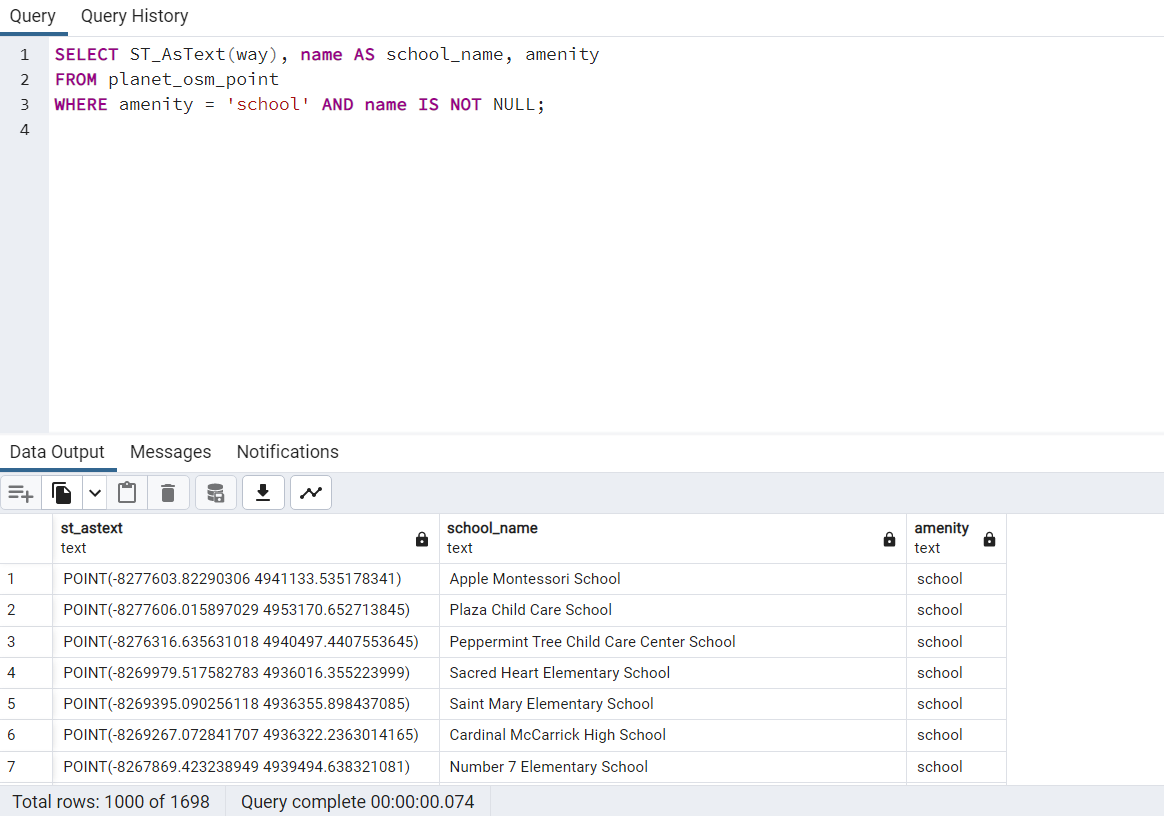 Query Query History
1 SELECT ST_AsText(way), name AS school_name, amenity
2 FROM planet_osm_point
3 WHERE amenity = 'school' AND name IS NOT NULL;
4
Data Output Messages Notifications
st_astext school_name amenity
text text text
1 POINT(-8277603.82290306 4941133.535178341) Apple Montessori School school
2 POINT(-8277606.015897029 4953170.652713845) Plaza Child Care School school
3 POINT(-8276316.635631018 4940497.4407553645) Peppermint Tree Child Care Center School school
4 POINT(-8269979.517582783 4936016.355223999) Sacred Heart Elementary School school
5 POINT(-8269395.090256118 4936355.898437085) Saint Mary Elementary School school
6 POINT(-8269267.072841707 4936322.2363014165) Cardinal McCarrick High School school
7 POINT(-8267869.423238949 4939494.638321081) Number 7 Elementary School school
Total rows: 1000 of 1698 Query complete 00:00:00.074